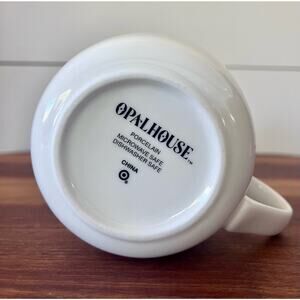 OPALHOUSE™
PORCELAIN
MICROWAVE SAFE
DISHWASHER SAFE
CHINA